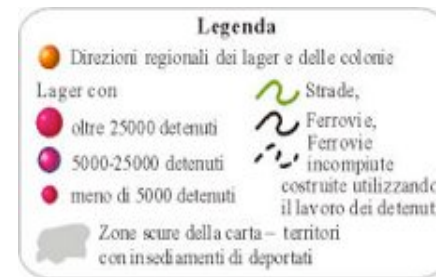 Legenda
Direzioni regionali dei lager e delle colonie
Lager con
oltre 25000 detenuti
5000-25000 detenuti
meno di 5000 detenuti
Strade,
Ferrovie,
Ferrovie
incompiute
costruite utilizzando
il lavoro dei detenut
Zone scure della carta – territori
con insediamenti di deportati